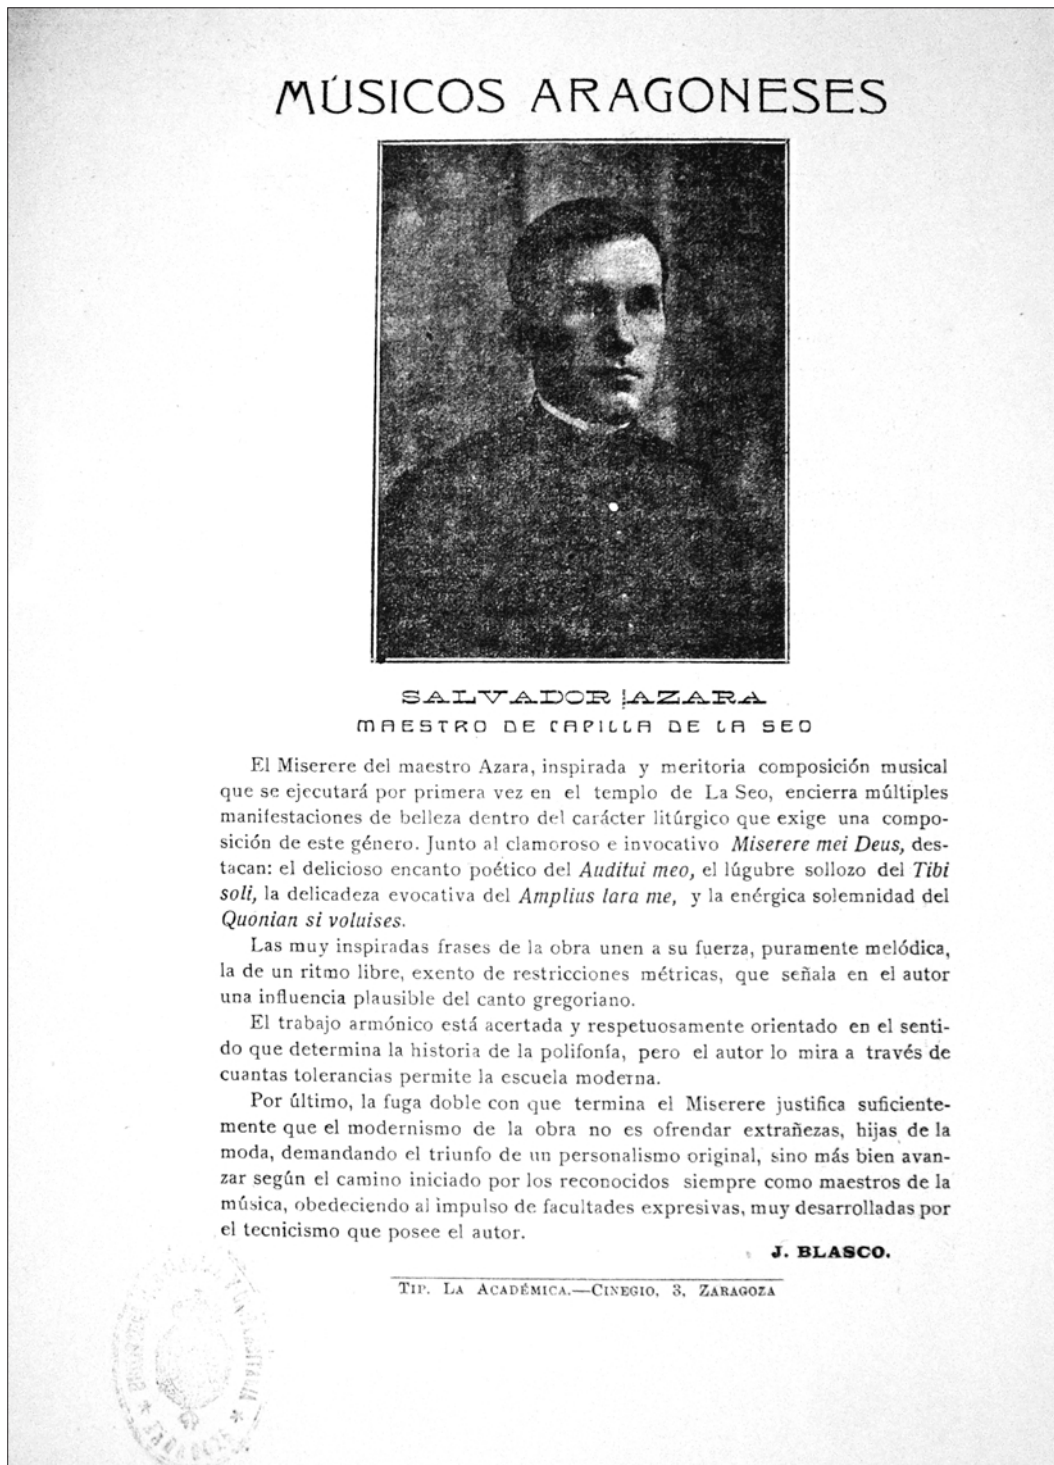 MÚSICOS ARAGONESES
SALVADOR AZARA
MAESTRO DE CAPILLA DE LA SEO
El Miserere del maestro Azara, inspirada y meritoria composición musical
que se ejecutará por primera vez en el templo de La Seo, encierra múltiples
manifestaciones de belleza dentro del carácter litúrgico que exige una compo-
sición de este género. Junto al clamoroso e invocativo Miserere mei Deus, des-
tacan: el delicioso encanto poético del Auditui meo, el lúgubre sollozo del Tibi
soli, la delicadeza evocativa del Amplius lara me, y la enérgica solemnidad del
Quonian si voluises.
Las muy inspiradas frases de la obra unen a su fuerza, puramente melódica,
la de un ritmo libre, exento de restricciones métricas, que señala en el autor
una influencia plausible del canto gregoriano.
El trabajo armónico está acertada y respetuosamente orientado en el senti-
do que determina la historia de la polifonía, pero el autor lo mira a través de
cuantas tolerancias permite la escuela moderna.
Por último, la fuga doble con que termina el Miserere justifica suficiente-
mente que el modernismo de la obra no es ofrendar extrañezas, hijas de la
moda, demandando el triunfo de un personalismo original, sino más bien avan-
zar según el camino iniciado por los reconocidos siempre como maestros de la
música, obedeciendo al impulso de facultades expresivas, muy desarrolladas por
el tecnicismo que posee el autor.
J. BLASCO.
TIP. LA ACADÉMICA.—CINEGIO, 3, ZARAGOZA